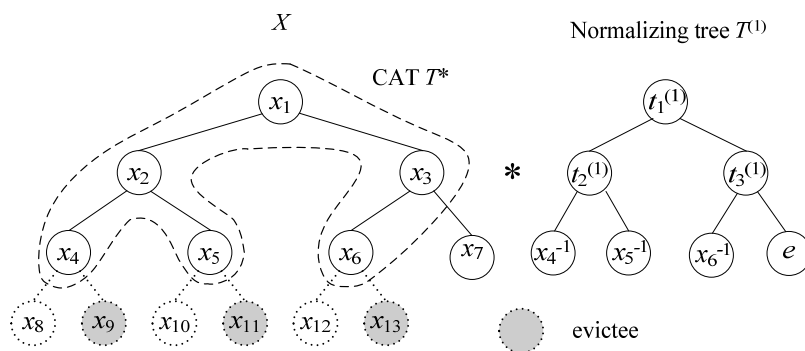 X
Normalizing tree T⁽¹⁾
CAT T*
x₁
t₁⁽¹⁾
x₂ x₃ * t₂⁽¹⁾ t₃⁽¹⁾
x₄ x₅ x₆ x₇ x₄⁻¹ x₅⁻¹ x₆⁻¹ e
x₈ x₉ x₁₀ x₁₁ x₁₂ x₁₃ evictee